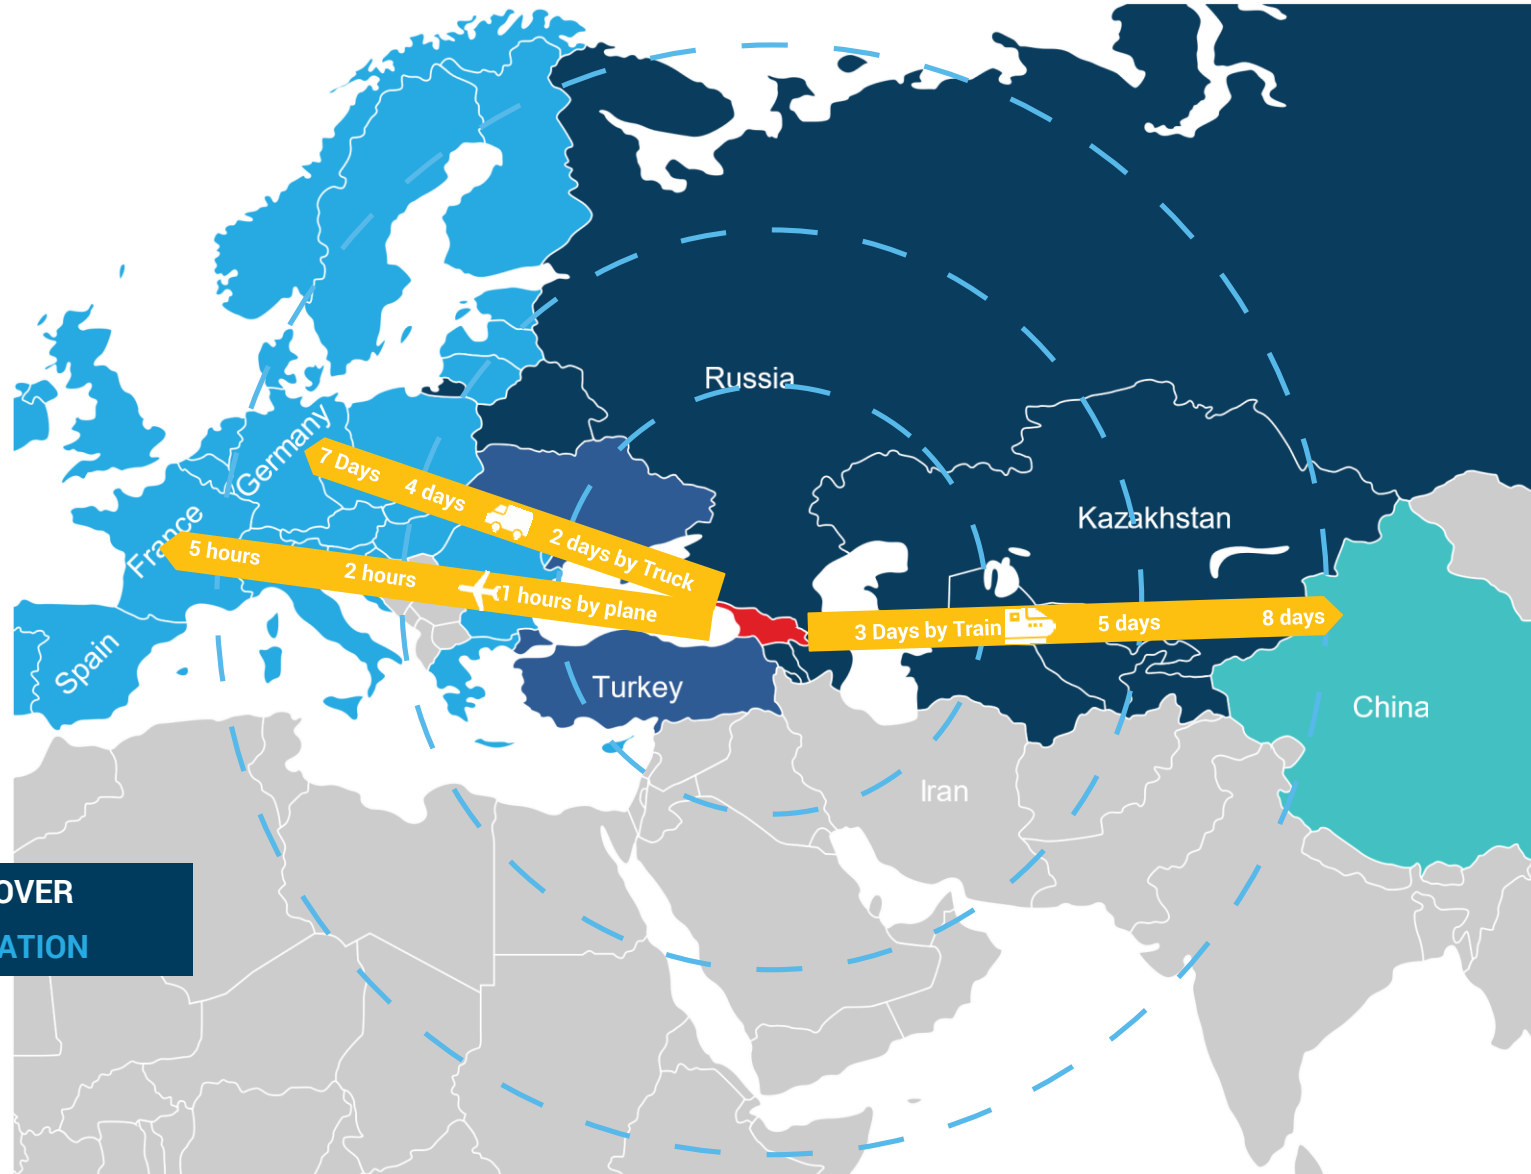 Russia
Germany
7 Days
4 days
2 days by Truck
Kazakhstan
France
5 hours
2 hours
1 hours by plane
3 Days by Train
5 days
8 days
Spain
Turkey
China
Iran
OVER
ATION